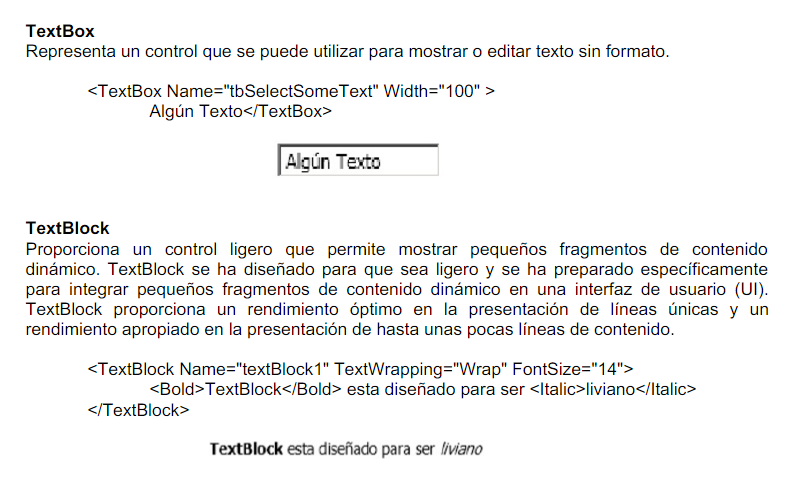 TextBox
Representa un control que se puede utilizar para mostrar o editar texto sin formato.
<TextBox Name="tbSelectSomeText" Width="100" >
Algún Texto</TextBox>
Algún Texto
TextBlock
Proporciona un control ligero que permite mostrar pequeños fragmentos de contenido
dinámico. TextBlock se ha diseñado para que sea ligero y se ha preparado específicamente
para integrar pequeños fragmentos de contenido dinámico en una interfaz de usuario (UI).
TextBlock proporciona un rendimiento óptimo en la presentación de líneas únicas y un
rendimiento apropiado en la presentación de hasta unas pocas líneas de contenido.
<TextBlock Name="textBlock1" TextWrapping="Wrap" FontSize="14">
<Bold>TextBlock</Bold> esta diseñado para ser <Italic>liviano</Italic>
</TextBlock>
TextBlock esta diseñado para ser liviano